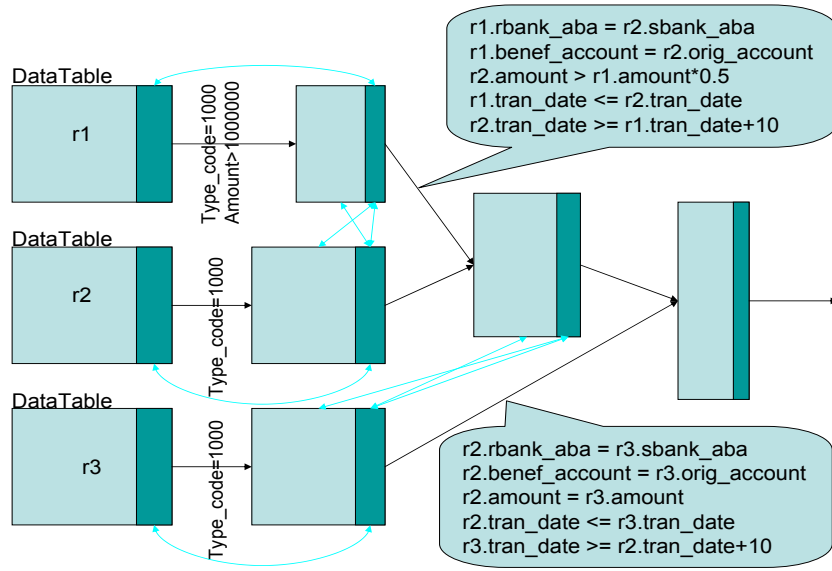 r1.rbank_aba = r2.sbank_aba
r1.benef_account = r2.orig_account
r2.amount > r1.amount*0.5
r1.tran_date <= r2.tran_date
r2.tran_date >= r1.tran_date+10
DataTable
r1
Type_code=1000
Amount>1000000
DataTable
r2
Type_code=1000
DataTable
r3
Type_code=1000
r2.rbank_aba = r3.sbank_aba
r2.benef_account = r3.orig_account
r2.amount = r3.amount
r2.tran_date <= r3.tran_date
r3.tran_date >= r2.tran_date+10